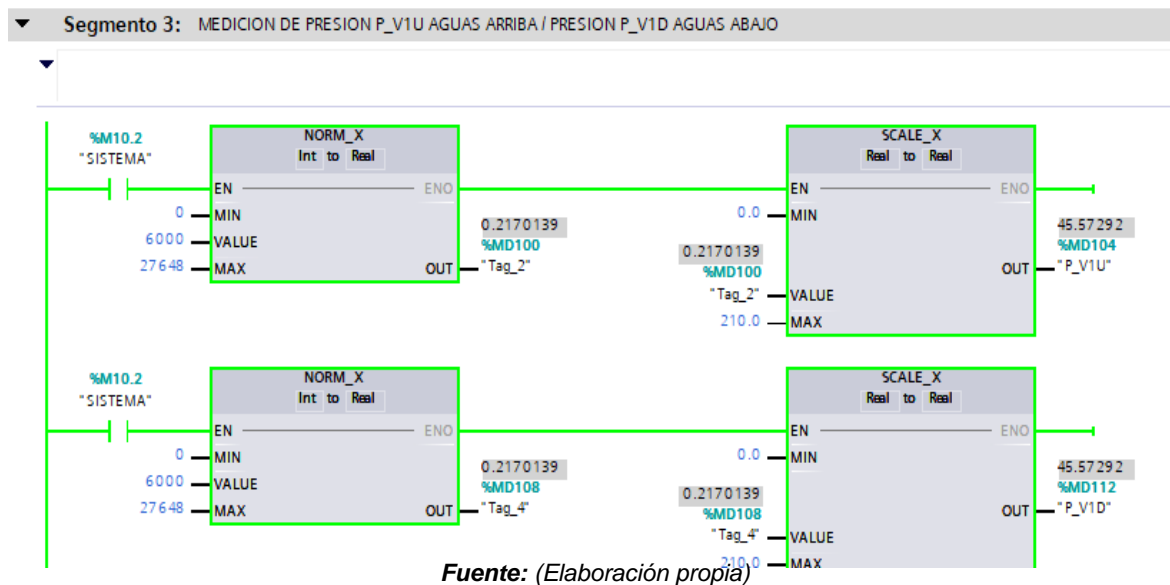 Segmento 3: MEDICION DE PRESION P_V1U AGUAS ARRIBA / PRESION P_V1D AGUAS ABAJO
%M10.2
"SISTEMA"
NORM_X
Int to Real
EN
ENO
0
MIN
6000
VALUE
27648
MAX
OUT
0.2170139
%MD100
"Tag_2"
SCALE_X
Real to Real
EN
ENO
0.0
MIN
0.2170139
%MD100
"Tag_2"
VALUE
210.0
MAX
OUT
45.57292
%MD104
"P_V1U"
%M10.2
"SISTEMA"
NORM_X
Int to Real
EN
ENO
0
MIN
6000
VALUE
27648
MAX
OUT
0.2170139
%MD108
"Tag_4"
SCALE_X
Real to Real
EN
ENO
0.0
MIN
0.2170139
%MD108
"Tag_4"
VALUE
210.0
MAX
OUT
45.57292
%MD112
"P_V1D"
Fuente: (Elaboración propia)